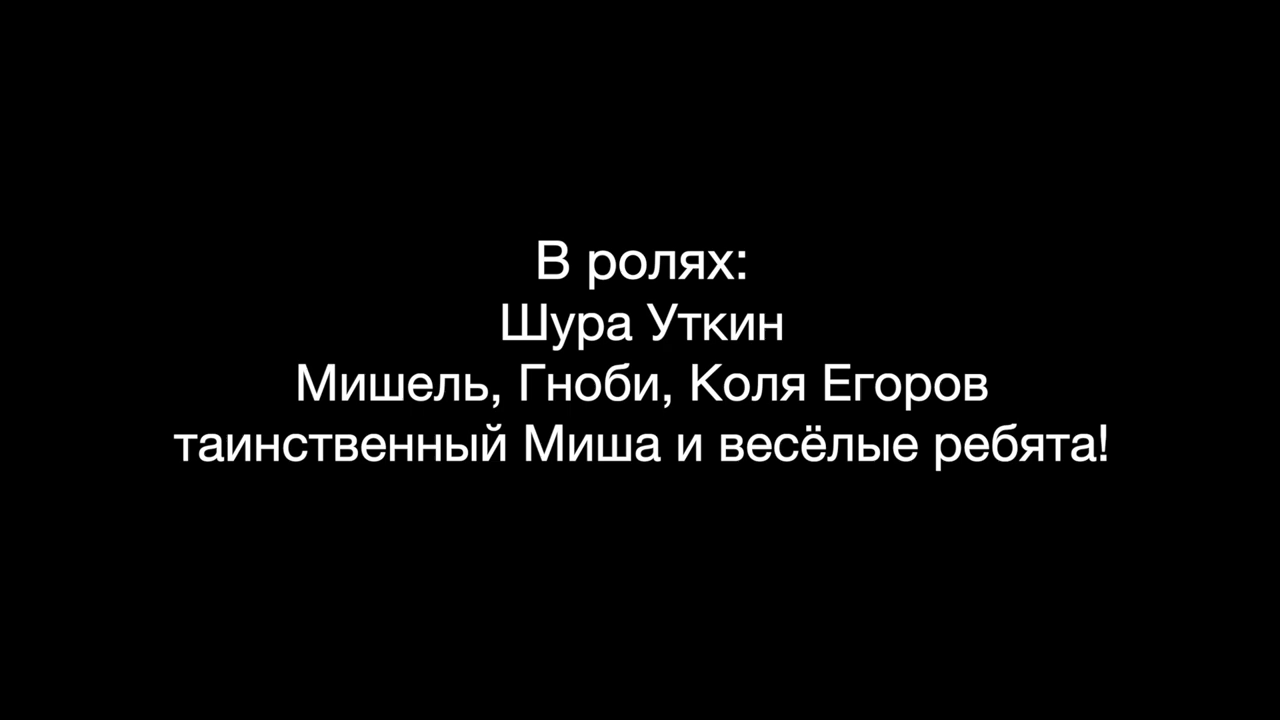 В ролях:
Шура Уткин
Мишель, Гноби, Коля Егоров
таинственный Миша и весёлые ребята!